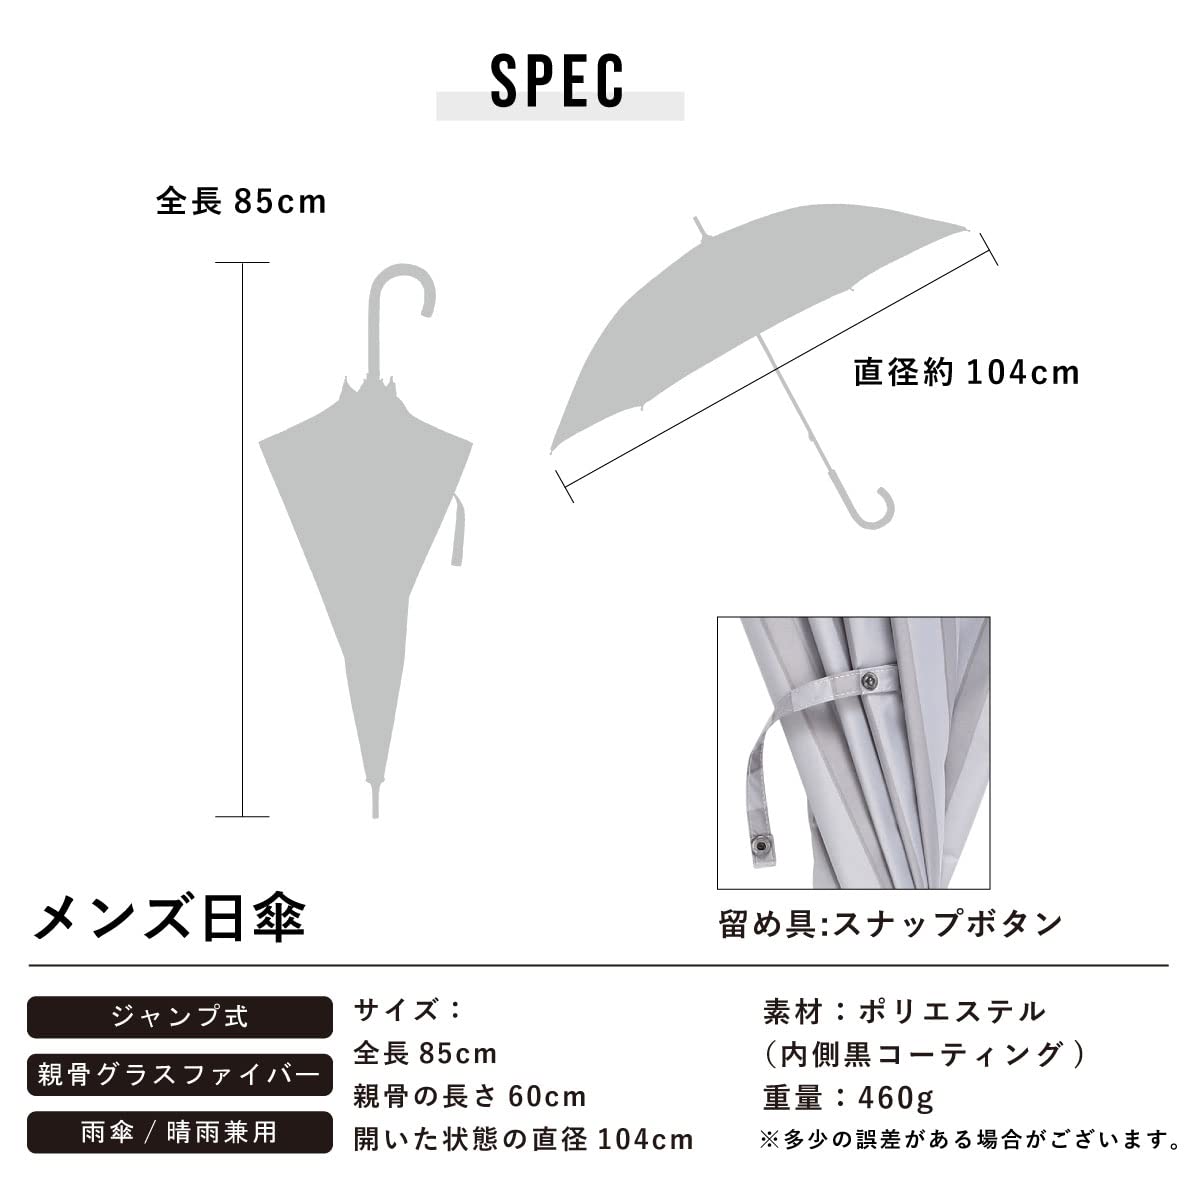 SPEC
全長 85cm
直径約 104cm
留め具:スナップボタン
メンズ日傘
ジャンプ式
親骨グラスファイバー
雨傘 / 晴雨兼用
サイズ：
全長 85cm
親骨の長さ 60cm
開いた状態の直径 104cm
素材：ポリエステル
(内側黒コーティング)
重量：460g
※多少の誤差がある場合がございます。